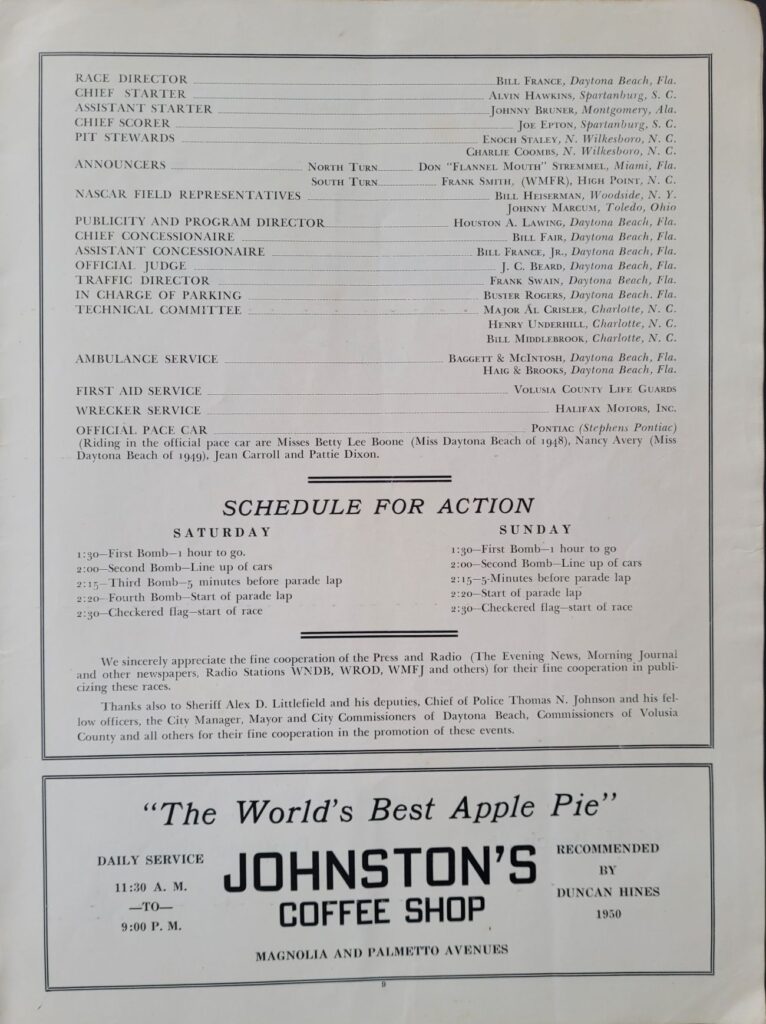 RACE DIRECTOR Bill France, Daytona Beach, Fla.
CHIEF STARTER Alvin Hawkins, Spartanburg, S. C.
ASSISTANT STARTER Johnny Bruner, Montgomery, Ala.
CHIEF SCORER Joe Epton, Spartanburg, S. C.
PIT STEWARDS Enoch Staley, N. Wilkesboro, N. C.
Charlie Coombs, N. Wilkesboro, N. C.
ANNOUNCERS North Turn Don "Flannel Mouth" Stremmel, Miami, Fla.
South Turn Frank Smith, (WMFR), High Point, N. C.
NASCAR FIELD REPRESENTATIVES Bill Heiserman, Woodside, N. Y.
Johnny Marcum, Toledo, Ohio
PUBLICITY AND PROGRAM DIRECTOR Houston A. Lawing, Daytona Beach, Fla.
CHIEF CONCESSIONAIRE Bill Fair, Daytona Beach, Fla.
ASSISTANT CONCESSIONAIRE Bill France, Jr., Daytona Beach, Fla.
OFFICIAL JUDGE J. C. Beard, Daytona Beach, Fla.
TRAFFIC DIRECTOR Frank Swain, Daytona Beach, Fla.
IN CHARGE OF PARKING Buster Rogers, Daytona Beach. Fla.
TECHNICAL COMMITTEE Major Al Crisler, Charlotte, N. C.
Henry Underhill, Charlotte, N. C.
Bill Middlebrook, Charlotte, N. C.
AMBULANCE SERVICE Baggett & McIntosh, Daytona Beach, Fla.
Haig & Brooks, Daytona Beach, Fla.
FIRST AID SERVICE Volusia County Life Guards
WRECKER SERVICE Halifax Motors, Inc.
OFFICIAL PACE CAR Pontiac (Stephens Pontiac)
(Riding in the official pace car are Misses Betty Lee Boone (Miss Daytona Beach of 1948), Nancy Avery (Miss
Daytona Beach of 1949), Jean Carroll and Pattie Dixon.
SCHEDULE FOR ACTION
SATURDAY
1:30—First Bomb—1 hour to go.
2:00—Second Bomb—Line up of cars
2:15—Third Bomb—5 minutes before parade lap
2:20—Fourth Bomb—Start of parade lap
2:30—Checkered flag—start of race
SUNDAY
1:30—First Bomb—1 hour to go
2:00—Second Bomb—Line up of cars
2:15—5-Minutes before parade lap
2:20—Start of parade lap
2:30—Checkered flag—start of race
We sincerely appreciate the fine cooperation of the Press and Radio (The Evening News, Morning Journal
and other newspapers, Radio Stations WNDB, WROD, WMFJ and others) for their fine cooperation in publi-
cizing these races.
Thanks also to Sheriff Alex D. Littlefield and his deputies, Chief of Police Thomas N. Johnson and his fel-
low officers, the City Manager, Mayor and City Commissioners of Daytona Beach, Commissioners of Volusia
County and all others for their fine cooperation in the promotion of these events.
"The World's Best Apple Pie"
DAILY SERVICE
11:30 A. M.
—TO—
9:00 P. M.
JOHNSTON'S
COFFEE SHOP
RECOMMENDED
BY
DUNCAN HINES
1950
MAGNOLIA AND PALMETTO AVENUES
9